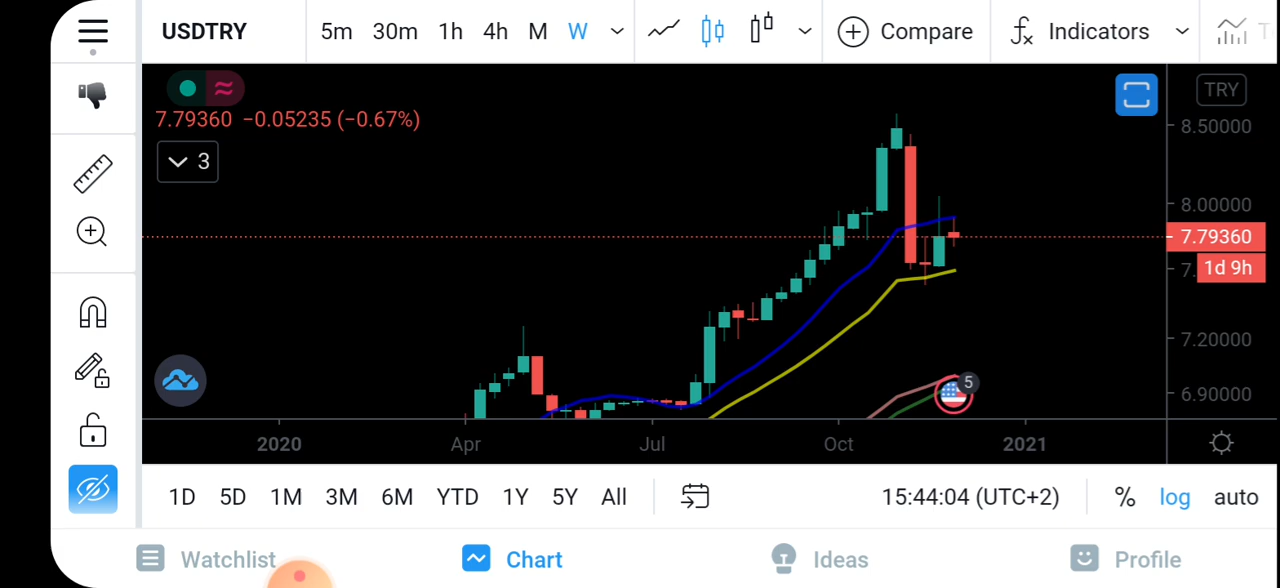 USDTRY 5m 30m 1h 4h M W Compare Indicators
TRY
7.79360 −0.05235 (−0.67%)
3
8.50000
8.00000
7.79360
1d 9h
7.20000
6.90000
5
2020 Apr Jul Oct 2021
1D 5D 1M 3M 6M YTD 1Y 5Y All 15:44:04 (UTC+2) % log auto
Watchlist Chart Ideas Profile